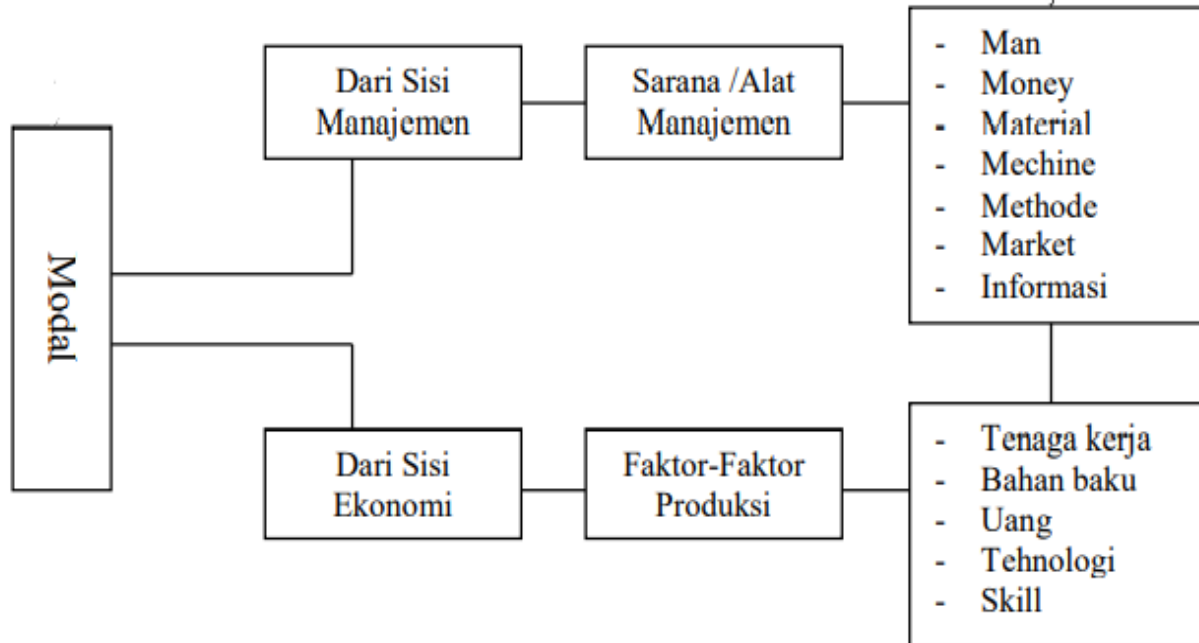 Modal
Dari Sisi
Manajemen
Sarana /Alat
Manajemen
- Man
- Money
- Material
- Mechine
- Methode
- Market
- Informasi
Dari Sisi
Ekonomi
Faktor-Faktor
Produksi
- Tenaga kerja
- Bahan baku
- Uang
- Tehnologi
- Skill